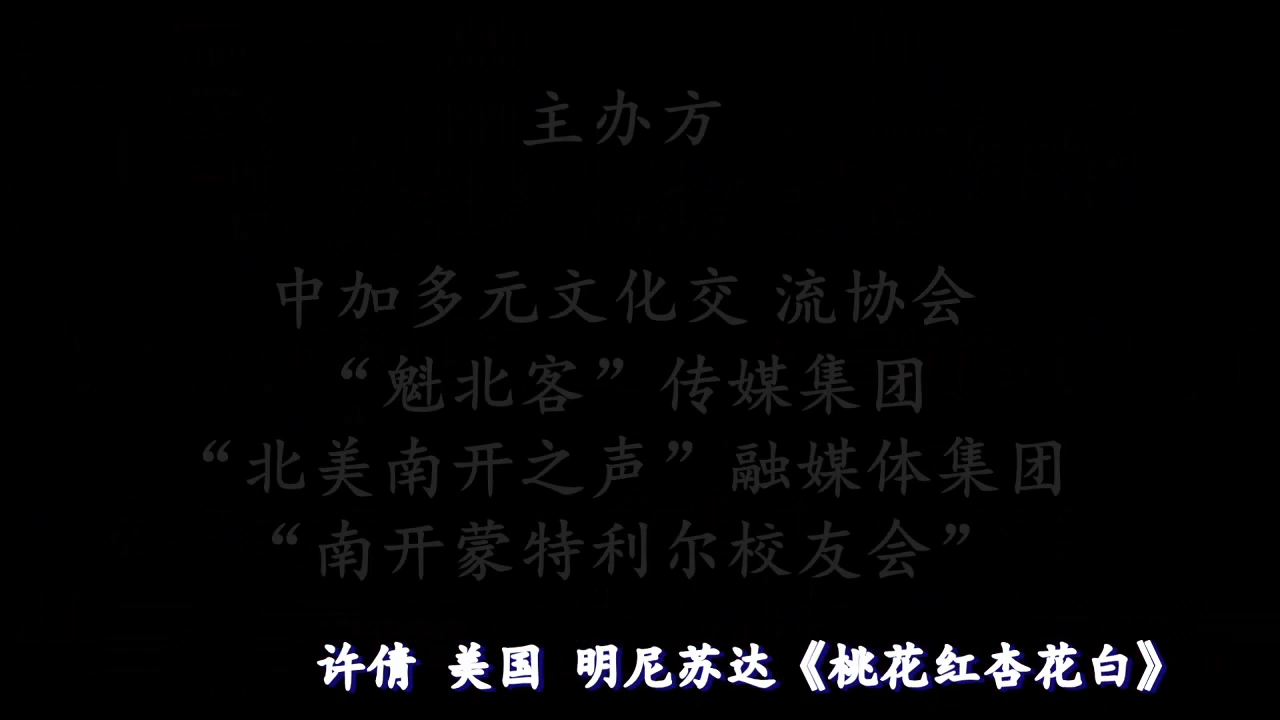 主办方
中加多元文化交 流协会
“魁北客”传媒集团
“北美南开之声”融媒体集团
“南开蒙特利尔校友会”
许倩 美国 明尼苏达《桃花红杏花白》